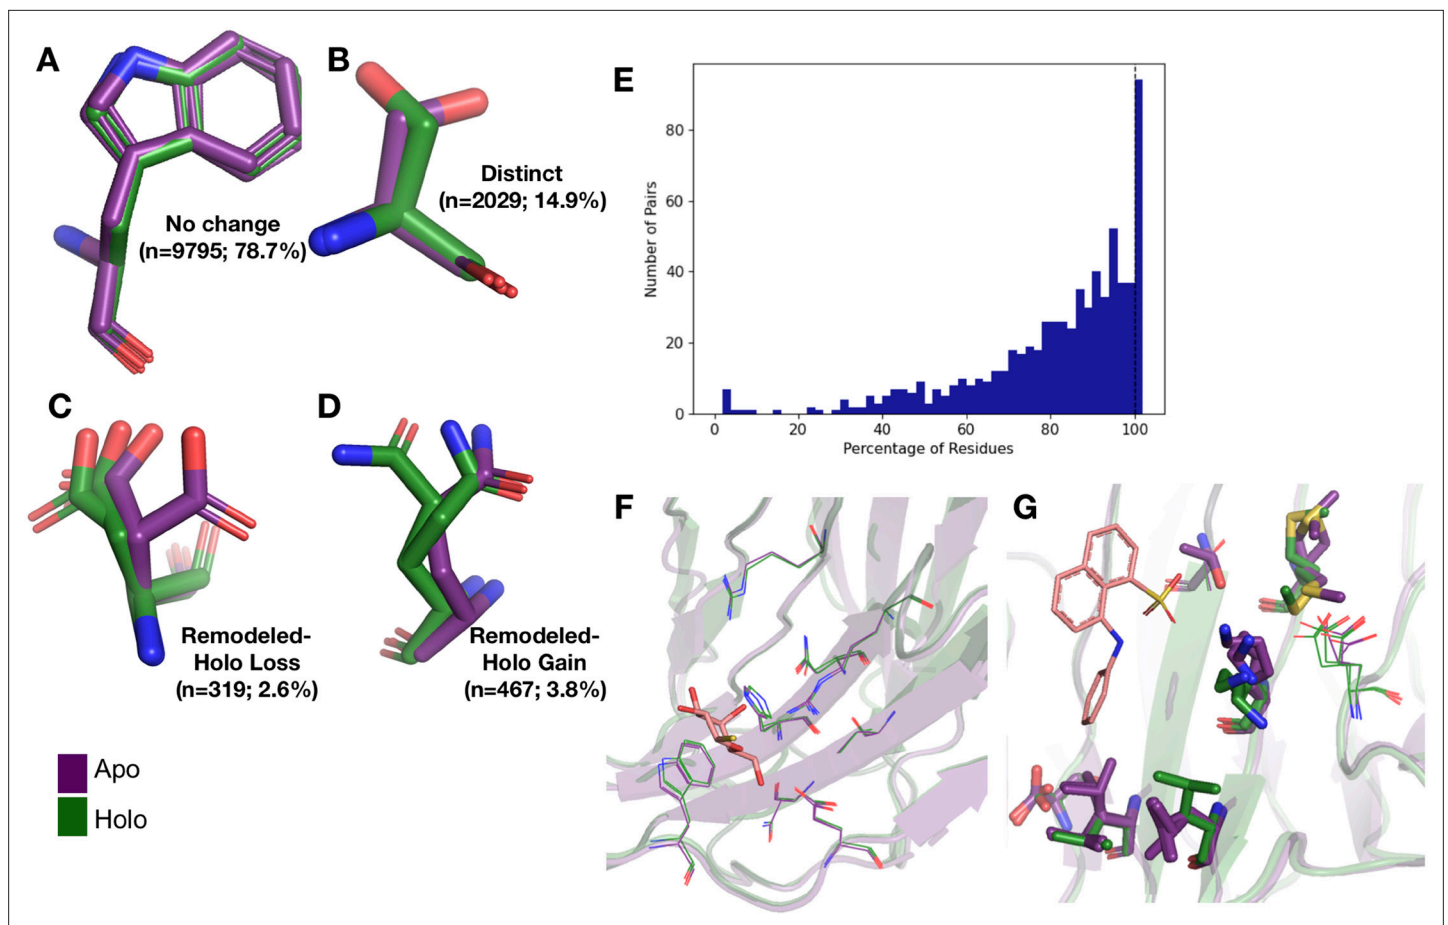 A
B
Distinct
(n=2029; 14.9%)
No change
(n=9795; 78.7%)
C
D
Remodeled-
Holo Loss
(n=319; 2.6%)
Remodeled-
Holo Gain
(n=467; 3.8%)
Apo
Holo
E
Number of Pairs
80
60
40
20
0
0 20 40 60 80 100
Percentage of Residues
F
G